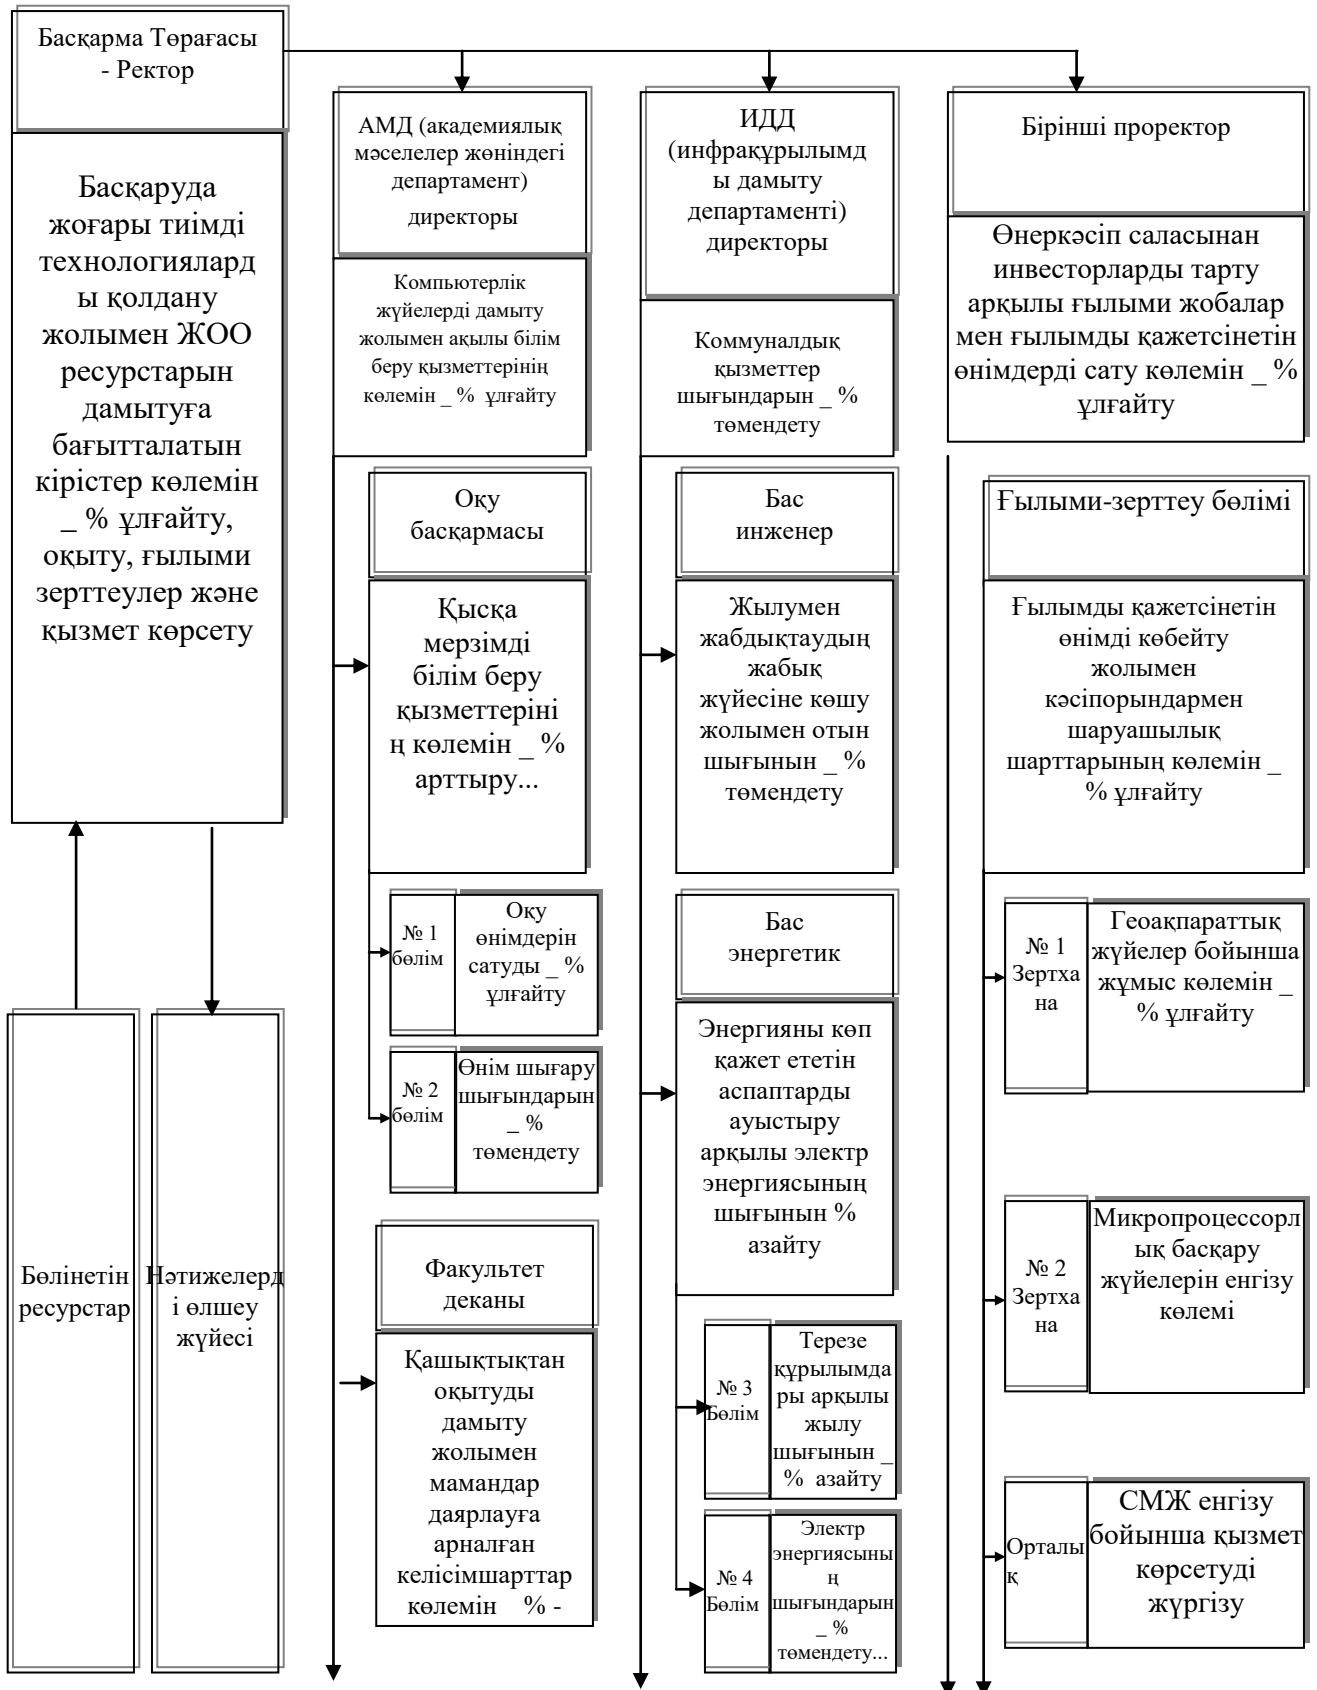 Басқарма Төрағасы
- Ректор
Басқаруда
жоғары тиімді
технологиялард
ы қолдану
жолымен ЖОО
ресурстарын
дамытуға
бағытталатын
кірістер көлемін
_ % ұлғайту,
оқыту, ғылыми
зерттеулер және
қызмет көрсету
Бөлінетін
ресурстар
Нәтижелерд
і өлшеу
жүйесі
АМД (академиялық
мәселелер жөніндегі
департамент)
директоры
Компьютерлік
жүйелерді дамыту
жолымен ақылы білім
беру қызметтерінің
көлемін _ % ұлғайту
Оқу
басқармасы
Қысқа
мерзімді
білім беру
қызметтеріні
ң көлемін _ %
арттыру...
№ 1
бөлім
Оқу
өнімдерін
сатуды _ %
ұлғайту
№ 2
бөлім
Өнім шығару
шығындарын
_ %
төмендету
Факультет
деканы
Қашықтықтан
оқытуды
дамыту
жолымен
мамандар
даярлауға
арналған
келісімшарттар
көлемін % -
ИДД
(инфрақұрылымд
ы дамыту
департаменті)
директоры
Коммуналдық
қызметтер
шығындарын _ %
төмендету
Бас
инженер
Жылумен
жабдықтаудың
жабық
жүйесіне көшу
жолымен отын
шығынын _ %
төмендету
Бас
энергетик
Энергияны көп
қажет ететін
аспаптарды
ауыстыру
арқылы электр
энергиясының
шығынын %
азайту
№ 3
Бөлім
Терезе
құрылымда
ры арқылы
жылу
шығынын _
% азайту
№ 4
Бөлім
Электр
энергиясыны
ң
шығындарын
_ %
төмендету...
Бірінші проректор
Өнеркәсіп саласынан
инвесторларды тарту
арқылы ғылыми жобалар
мен ғылымды қажетсінетін
өнімдерді сату көлемін _ %
ұлғайту
Ғылыми-зерттеу бөлімі
Ғылымды қажетсінетін
өнімді көбейту
жолымен
кәсіпорындармен
шаруашылық
шарттарының көлемін _
% ұлғайту
№ 1
Зертха
на
Геоақпараттық
жүйелер бойынша
жұмыс көлемін _
% ұлғайту
№ 2
Зертха
на
Микропроцессорл
ық басқару
жүйелерін енгізу
көлемі
Орталы
қ
СМЖ енгізу
бойынша қызмет
көрсетуді
жүргізу